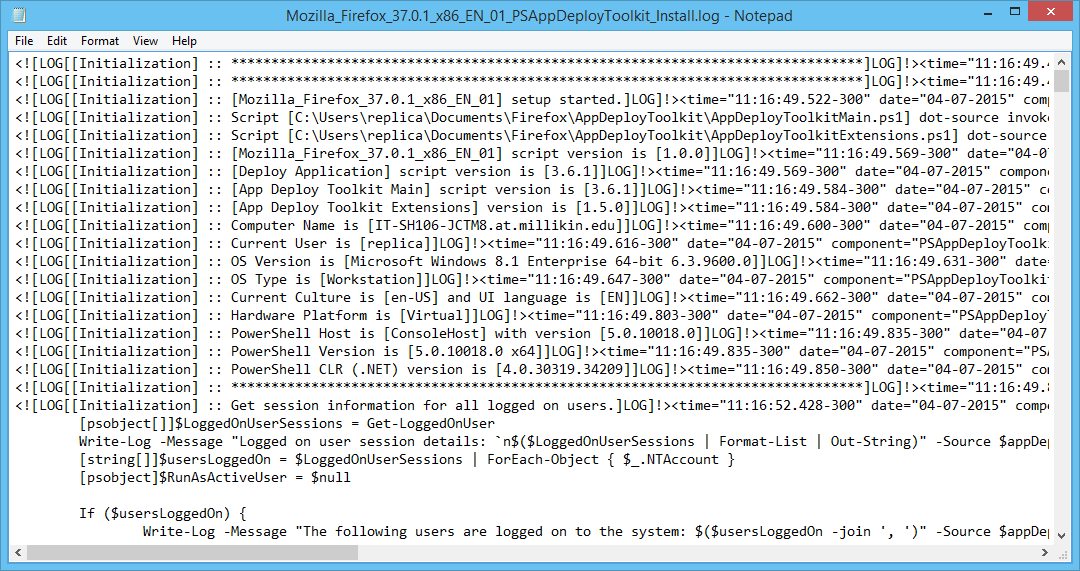 Mozilla_Firefox_37.0.1_x86_EN_01_PSAppDeployToolkit_Install.log - Notepad
File Edit Format View Help
<![LOG[[Initialization] :: *******************************************************************************]LOG]!><time="11:16:49.4
<![LOG[[Initialization] :: *******************************************************************************]LOG]!><time="11:16:49.4
<![LOG[[Initialization] :: [Mozilla_Firefox_37.0.1_x86_EN_01] setup started.]LOG]!><time="11:16:49.522-300" date="04-07-2015" comp
<![LOG[[Initialization] :: Script [C:\Users\replica\Documents\Firefox\AppDeployToolkit\AppDeployToolkitMain.ps1] dot-source invoke
<![LOG[[Initialization] :: Script [C:\Users\replica\Documents\Firefox\AppDeployToolkit\AppDeployToolkitExtensions.ps1] dot-source
<![LOG[[Initialization] :: [Mozilla_Firefox_37.0.1_x86_EN_01] script version is [1.0.0]]LOG]!><time="11:16:49.569-300" date="04-07
<![LOG[[Initialization] :: [Deploy Application] script version is [3.6.1]]LOG]!><time="11:16:49.569-300" date="04-07-2015" compone
<![LOG[[Initialization] :: [App Deploy Toolkit Main] script version is [3.6.1]]LOG]!><time="11:16:49.584-300" date="04-07-2015" co
<![LOG[[Initialization] :: [App Deploy Toolkit Extensions] version is [1.5.0]]LOG]!><time="11:16:49.584-300" date="04-07-2015" com
<![LOG[[Initialization] :: Computer Name is [IT-SH106-JCTM8.at.millikin.edu]]LOG]!><time="11:16:49.600-300" date="04-07-2015" comp
<![LOG[[Initialization] :: Current User is [replica]]LOG]!><time="11:16:49.616-300" date="04-07-2015" component="PSAppDeployToolki
<![LOG[[Initialization] :: OS Version is [Microsoft Windows 8.1 Enterprise 64-bit 6.3.9600.0]]LOG]!><time="11:16:49.631-300" date=
<![LOG[[Initialization] :: OS Type is [Workstation]]LOG]!><time="11:16:49.647-300" date="04-07-2015" component="PSAppDeployToolkit
<![LOG[[Initialization] :: Current Culture is [en-US] and UI language is [EN]]LOG]!><time="11:16:49.662-300" date="04-07-2015" com
<![LOG[[Initialization] :: Hardware Platform is [Virtual]]LOG]!><time="11:16:49.803-300" date="04-07-2015" component="PSAppDeployT
<![LOG[[Initialization] :: PowerShell Host is [ConsoleHost] with version [5.0.10018.0]]LOG]!><time="11:16:49.835-300" date="04-07
<![LOG[[Initialization] :: PowerShell Version is [5.0.10018.0 x64]]LOG]!><time="11:16:49.835-300" date="04-07-2015" component="PSA
<![LOG[[Initialization] :: PowerShell CLR (.NET) version is [4.0.30319.34209]]LOG]!><time="11:16:49.850-300" date="04-07-2015" com
<![LOG[[Initialization] :: *******************************************************************************]LOG]!><time="11:16:49.8
<![LOG[[Initialization] :: Get session information for all logged on users.]LOG]!><time="11:16:52.428-300" date="04-07-2015" compo
[psobject[]]$LoggedOnUserSessions = Get-LoggedOnUser
Write-Log -Message "Logged on user session details: `n$($LoggedOnUserSessions | Format-List | Out-String)" -Source $appDep
[string[]]$usersLoggedOn = $LoggedOnUserSessions | ForEach-Object { $_.NTAccount }
[psobject]$RunAsActiveUser = $null
If ($usersLoggedOn) {
Write-Log -Message "The following users are logged on to the system: $($usersLoggedOn -join ', ')" -Source $appDep